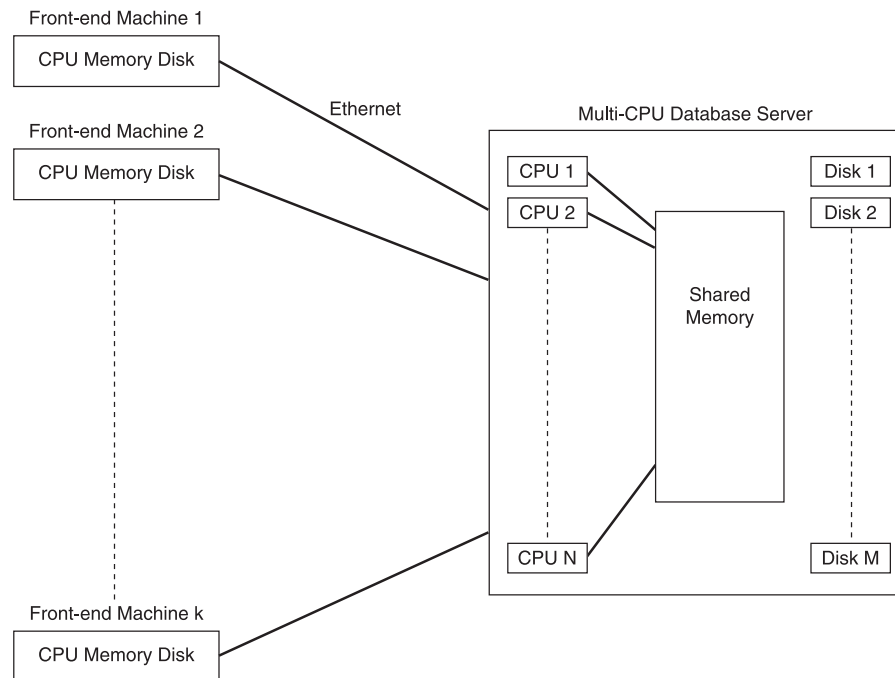 Front-end Machine 1
CPU Memory Disk
Ethernet
Front-end Machine 2
CPU Memory Disk
Front-end Machine k
CPU Memory Disk
Multi-CPU Database Server
CPU 1
CPU 2
CPU N
Shared
Memory
Disk 1
Disk 2
Disk M